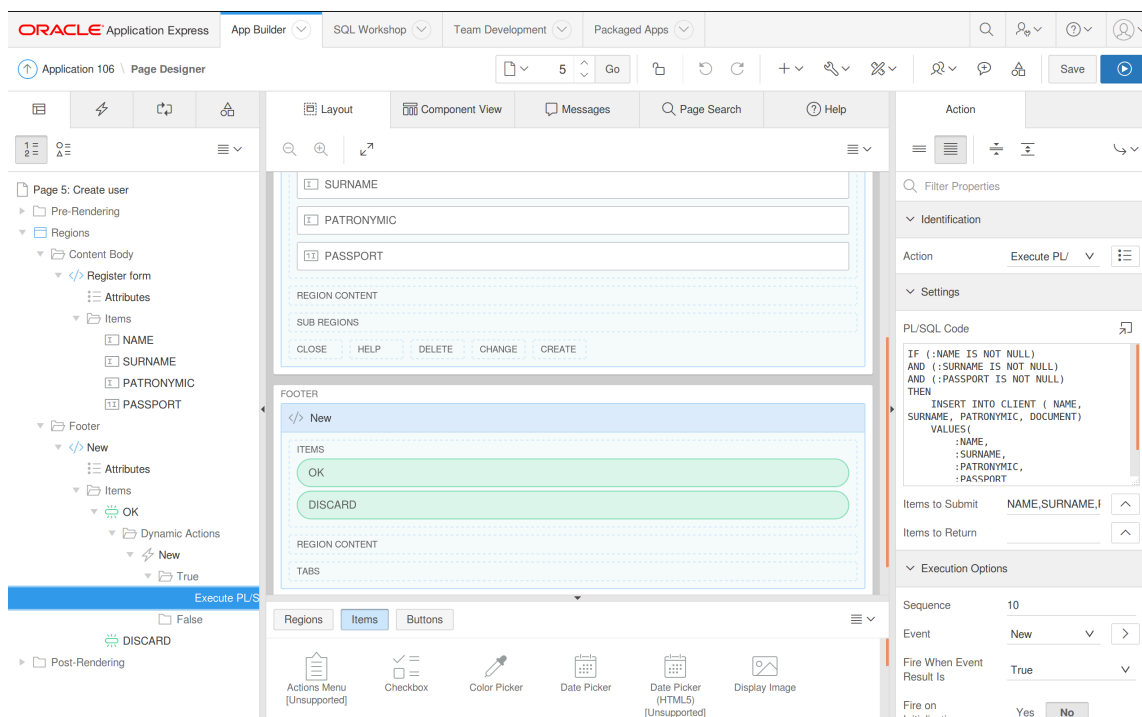 ORACLE Application Express
App Builder
SQL Workshop
Team Development
Packaged Apps
Application 106 \ Page Designer
5
Go
Save
Layout
Component View
Messages
Page Search
Help
Action
Page 5: Create user
Pre-Rendering
Regions
Content Body
Register form
Attributes
Items
NAME
SURNAME
PATRONYMIC
PASSPORT
Footer
New
Attributes
Items
OK
Dynamic Actions
New
True
Execute PL/S
False
DISCARD
Post-Rendering
SURNAME
PATRONYMIC
PASSPORT
REGION CONTENT
SUB REGIONS
CLOSE HELP DELETE CHANGE CREATE
FOOTER
New
ITEMS
OK
DISCARD
REGION CONTENT
TABS
Regions
Items
Buttons
Actions Menu
[Unsupported]
Checkbox
Color Picker
Date Picker
Date Picker
(HTML5)
[Unsupported]
Display Image
Filter Properties
Identification
Action Execute PL/
Settings
PL/SQL Code
IF (:NAME IS NOT NULL)
AND (:SURNAME IS NOT NULL)
AND (:PASSPORT IS NOT NULL)
THEN
INSERT INTO CLIENT ( NAME,
SURNAME, PATRONYMIC, DOCUMENT)
VALUES(
:NAME,
:SURNAME,
:PATRONYMIC,
:PASSPORT
Items to Submit NAME,SURNAME,
Items to Return
Execution Options
Sequence 10
Event New
Fire When Event
Result Is
True
Fire on
Yes No